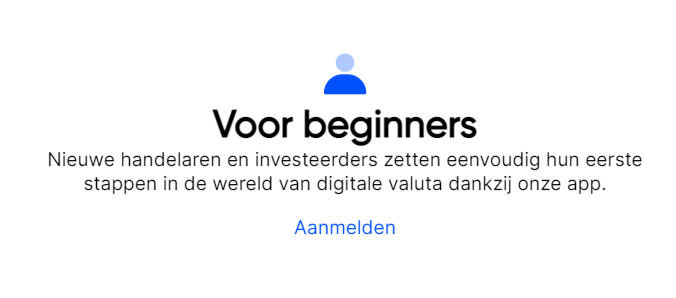 Voor beginners
Nieuwe handelaren en investeerders zetten eenvoudig hun eerste
stappen in de wereld van digitale valuta dankzij onze app.
Aanmelden